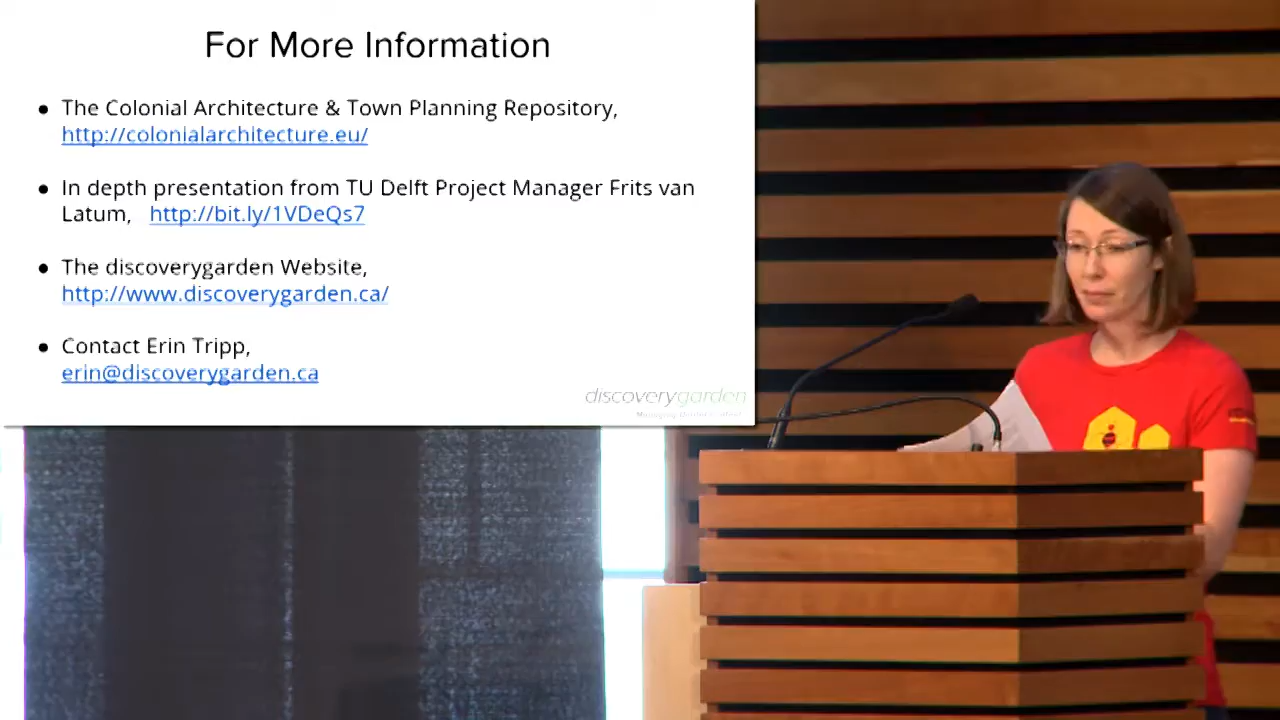 For More Information
● The Colonial Architecture & Town Planning Repository,
http://colonialarchitecture.eu/
● In depth presentation from TU Delft Project Manager Frits van
Latum, http://bit.ly/1VDeQs7
● The discoverygarden Website,
http://www.discoverygarden.ca/
● Contact Erin Tripp,
erin@discoverygarden.ca
discoverygarden